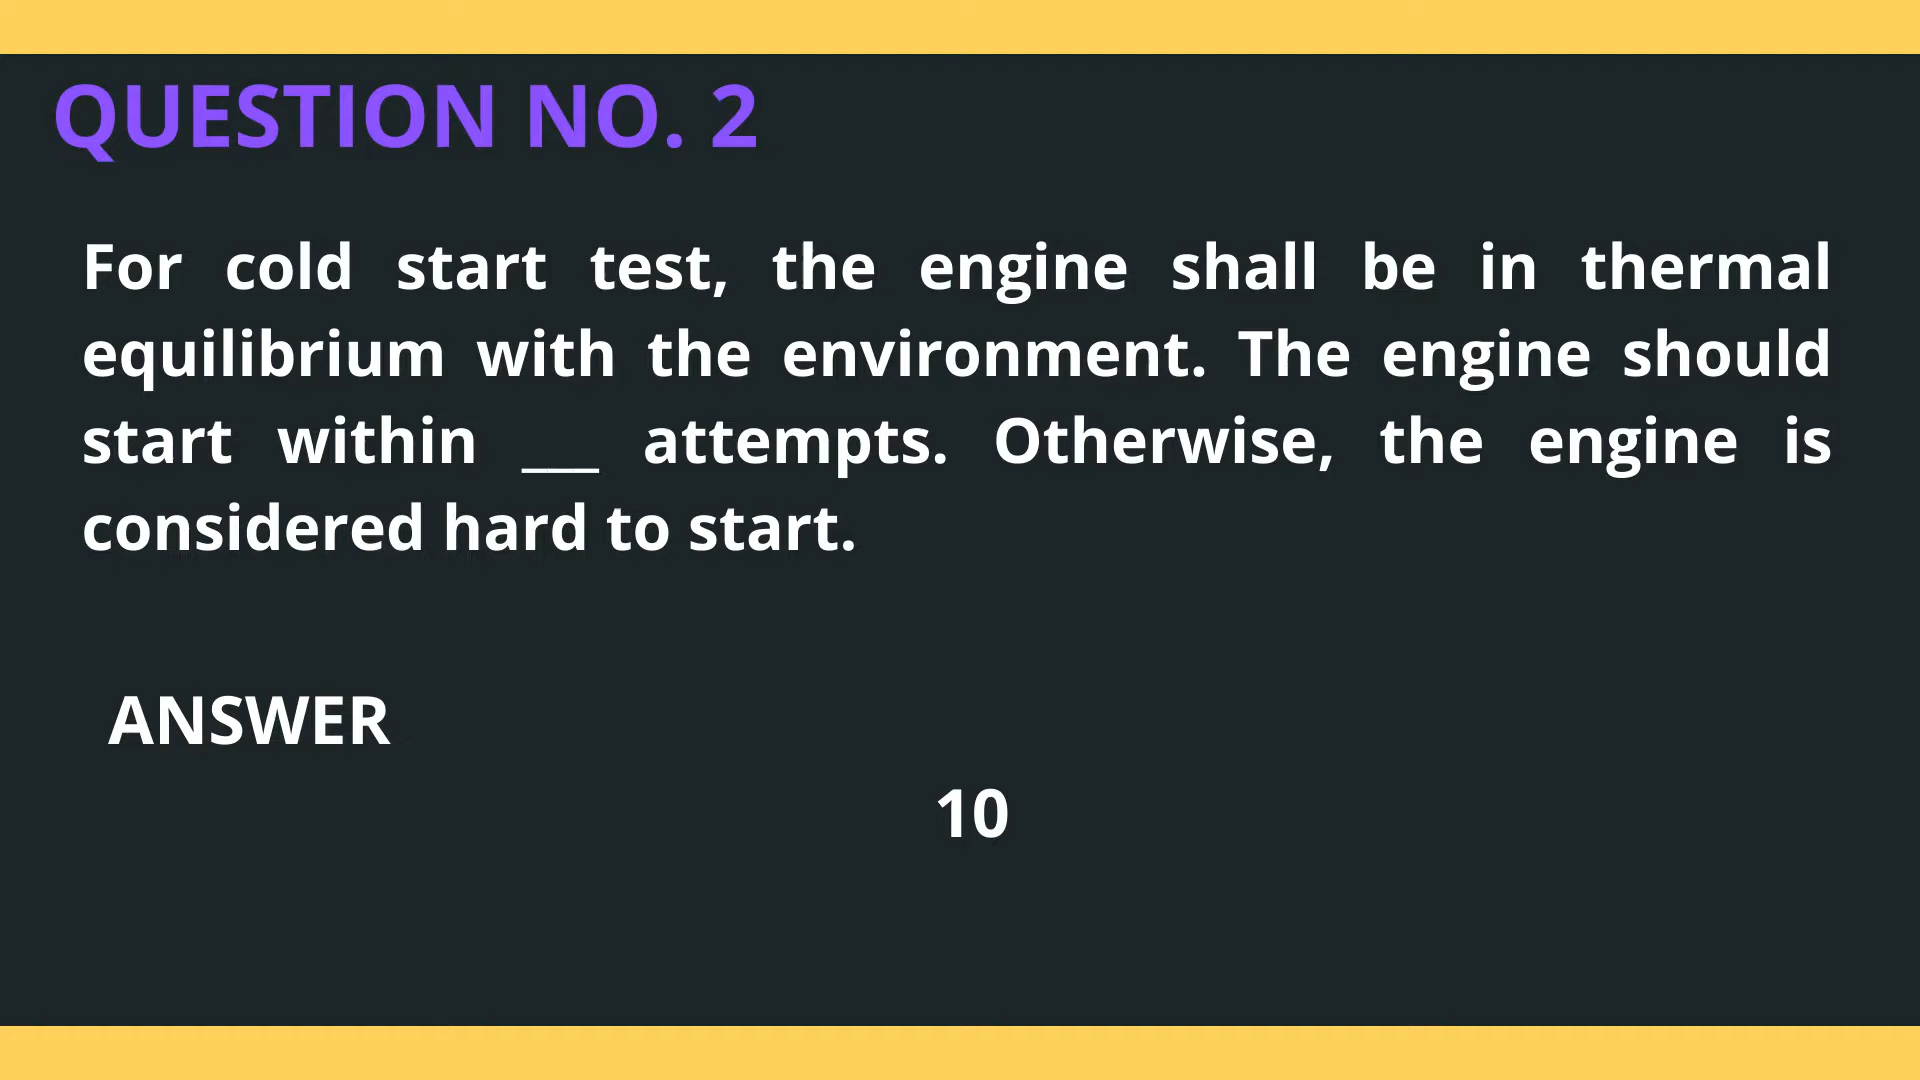 QUESTION NO. 2
For cold start test, the engine shall be in thermal
equilibrium with the environment. The engine should
start within ___ attempts. Otherwise, the engine is
considered hard to start.
ANSWER
10